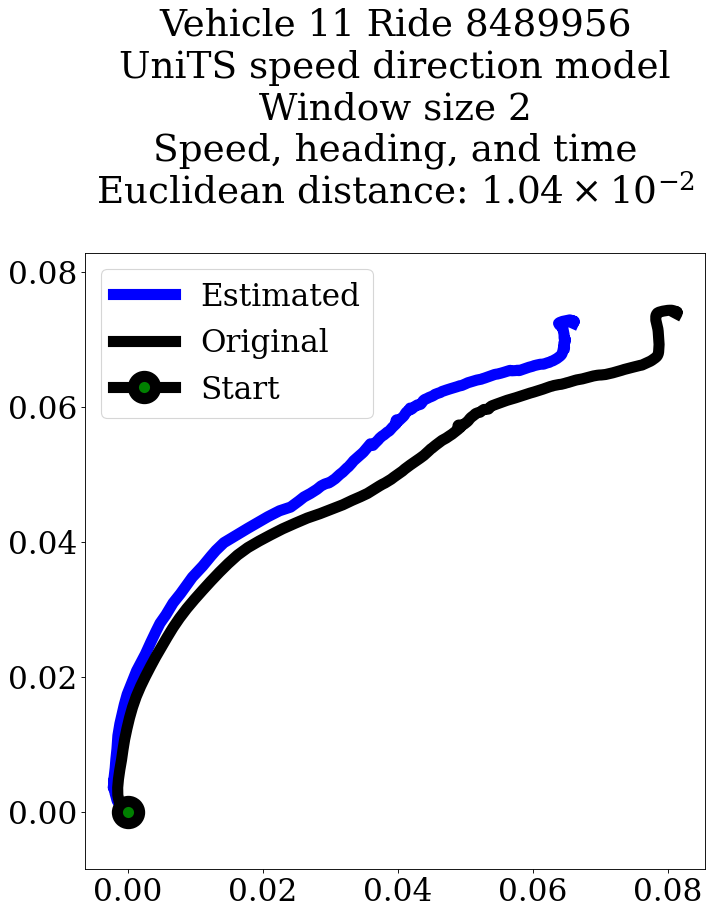 Vehicle 11 Ride 8489956
UniTS speed direction model
Window size 2
Speed, heading, and time
Euclidean distance: 1.04 × 10⁻²
0.08
0.06
0.04
0.02
0.00
Estimated
Original
Start
0.00 0.02 0.04 0.06 0.08